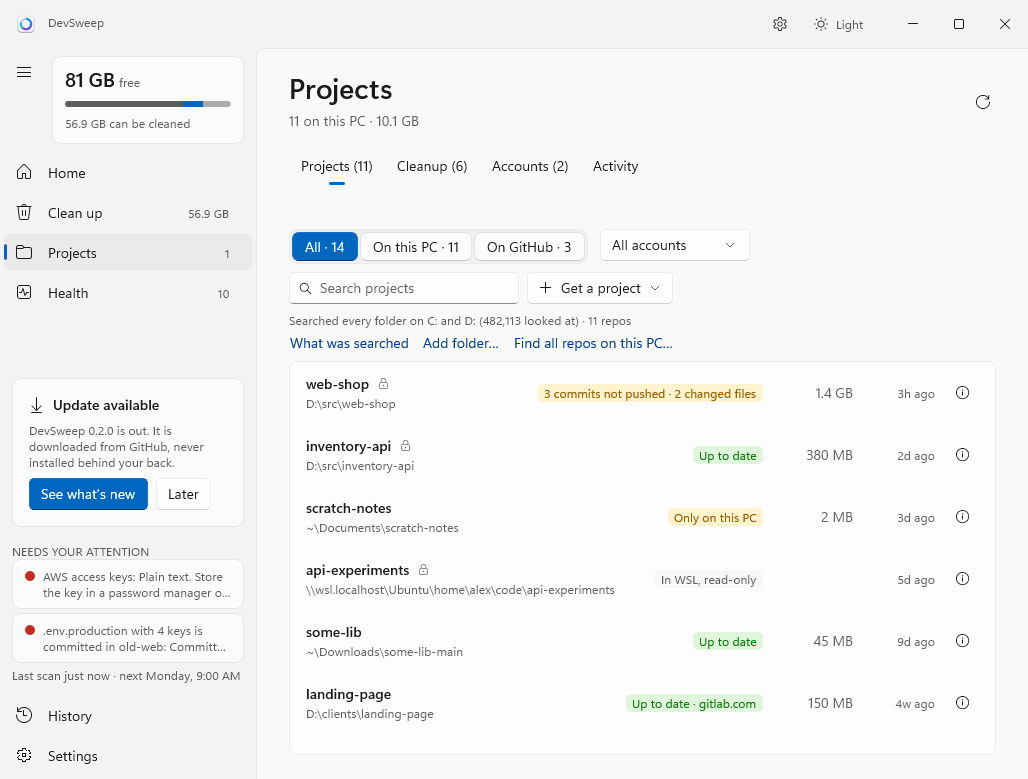 DevSweep
Light
81 GB free
56.9 GB can be cleaned
Home
Clean up 56.9 GB
Projects 1
Health 10
Update available
DevSweep 0.2.0 is out. It is
downloaded from GitHub, never
installed behind your back.
See what's new Later
NEEDS YOUR ATTENTION
AWS access keys: Plain text. Store
the key in a password manager o...
.env.production with 4 keys is
committed in old-web: Committ...
Last scan just now · next Monday, 9:00 AM
History
Settings
Projects
11 on this PC · 10.1 GB
Projects (11) Cleanup (6) Accounts (2) Activity
All · 14 On this PC · 11 On GitHub · 3 All accounts
Search projects Get a project
Searched every folder on C: and D: (482,113 looked at) · 11 repos
What was searched Add folder... Find all repos on this PC...
web-shop
D:\src\web-shop
3 commits not pushed · 2 changed files 1.4 GB 3h ago
inventory-api
D:\src\inventory-api
Up to date 380 MB 2d ago
scratch-notes
~\Documents\scratch-notes
Only on this PC 2 MB 3d ago
api-experiments
\\wsl.localhost\Ubuntu\home\alex\code\api-experiments
In WSL, read-only 5d ago
some-lib
~\Downloads\some-lib-main
Up to date 45 MB 9d ago
landing-page
D:\clients\landing-page
Up to date · gitlab.com 150 MB 4w ago